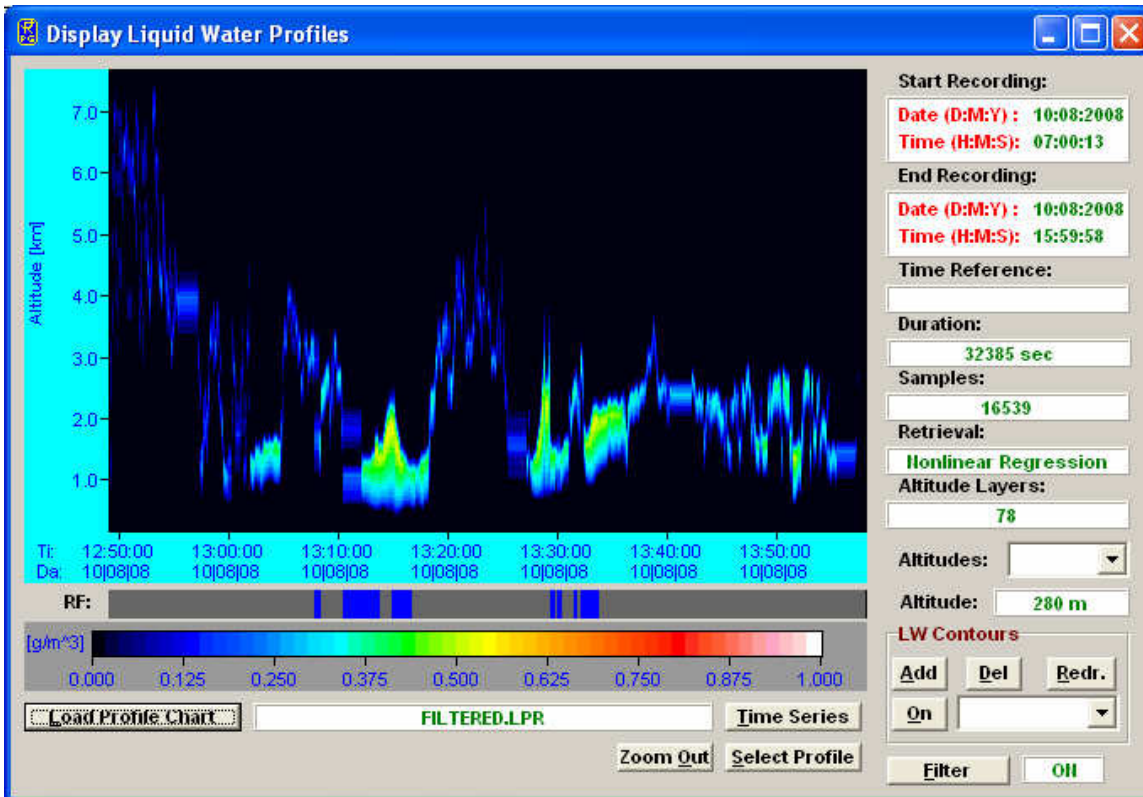 Display Liquid Water Profiles
Start Recording:
Date (D:M:Y) : 10:08:2008
Time (H:M:S): 07:00:13
End Recording:
Date (D:M:Y) : 10:08:2008
Time (H:M:S): 15:59:58
Time Reference:
Duration:
32385 sec
Samples:
16539
Retrieval:
Nonlinear Regression
Altitude Layers:
78
Altitudes:
Altitude: 280 m
LW Contours
Add Del Redr.
On
Filter ON
Altitude [km]
7.0
6.0
5.0
4.0
3.0
2.0
1.0
Ti: 12:50:00 13:00:00 13:10:00 13:20:00 13:30:00 13:40:00 13:50:00
Da: 10|08|08 10|08|08 10|08|08 10|08|08 10|08|08 10|08|08 10|08|08
RF:
[g/m^3]
0.000 0.125 0.250 0.375 0.500 0.625 0.750 0.875 1.000
Load Profile Chart FILTERED.LPR Time Series
Zoom Out Select Profile